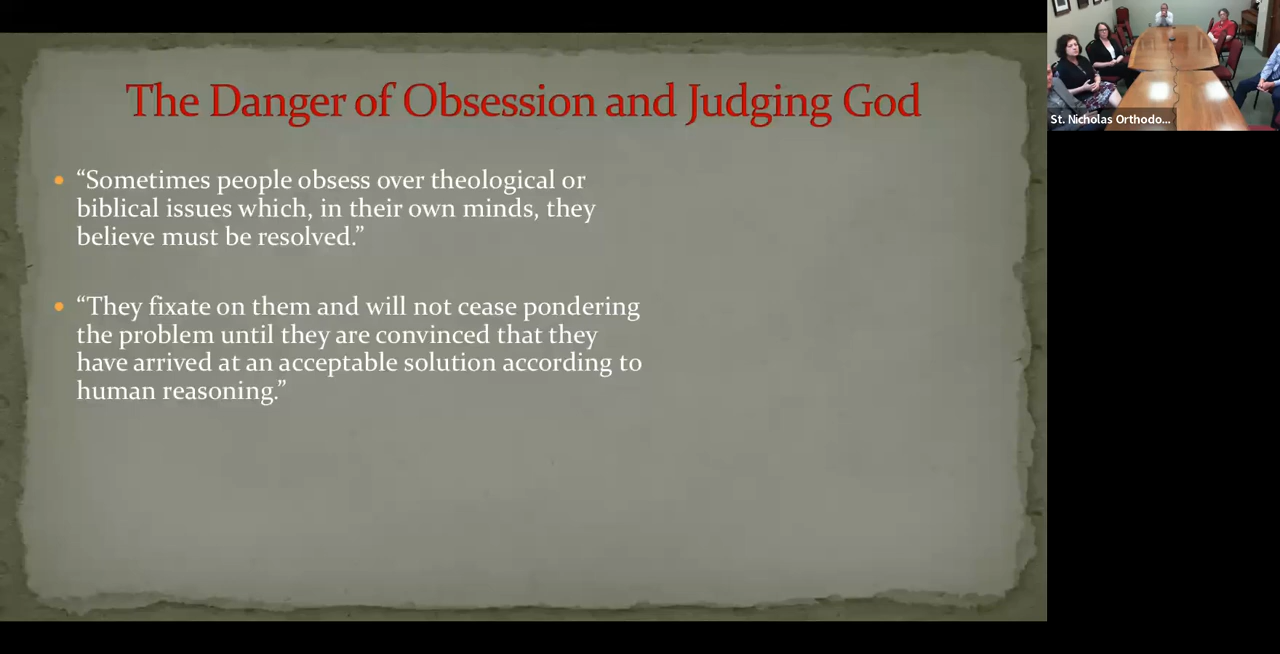 The Danger of Obsession and Judging God
• “Sometimes people obsess over theological or
biblical issues which, in their own minds, they
believe must be resolved.”
• “They fixate on them and will not cease pondering
the problem until they are convinced that they
have arrived at an acceptable solution according to
human reasoning.”
St. Nicholas Orthodo...